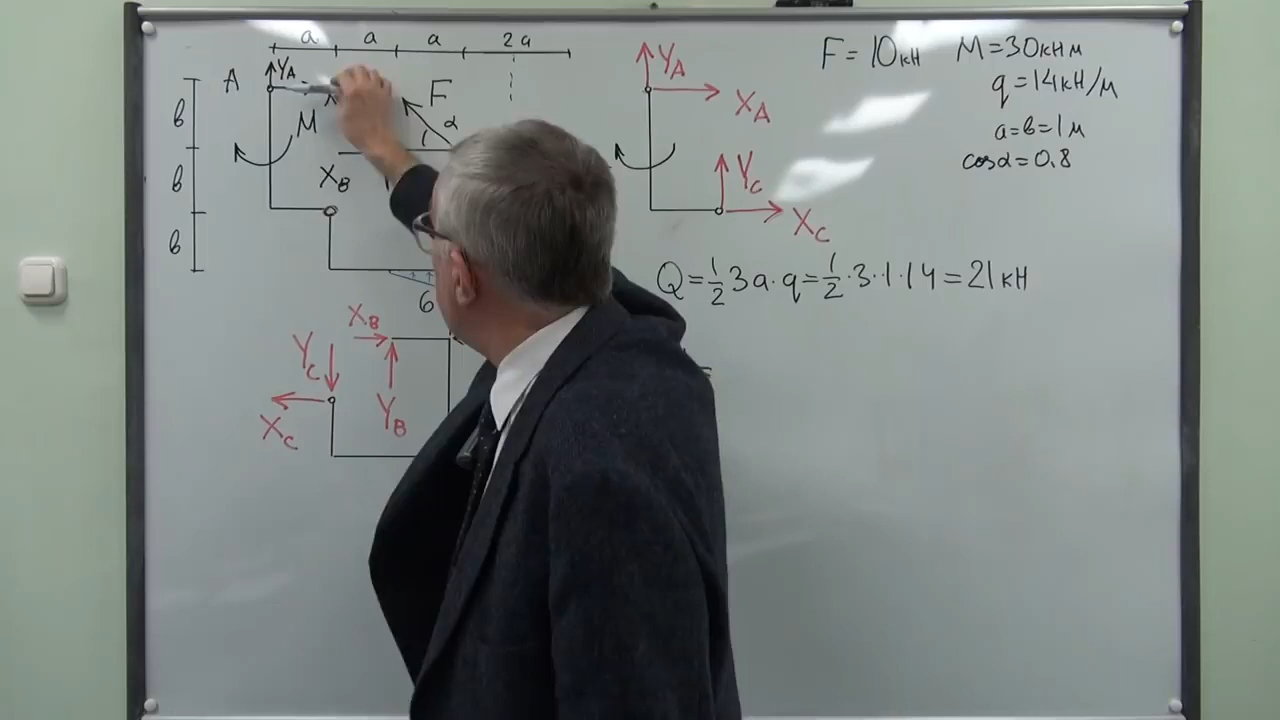 a a a 2a
A Y_A
в M F α
в X_B
в
6
X_B
Y_C
X_C Y_B
Y_A
X_A
Y_C
X_C
F = 10кН M = 30кНм
q = 14кН/м
a = в = 1м
cosα = 0.8
Q = 1/2 3a·q = 1/2·3·1·14 = 21кН